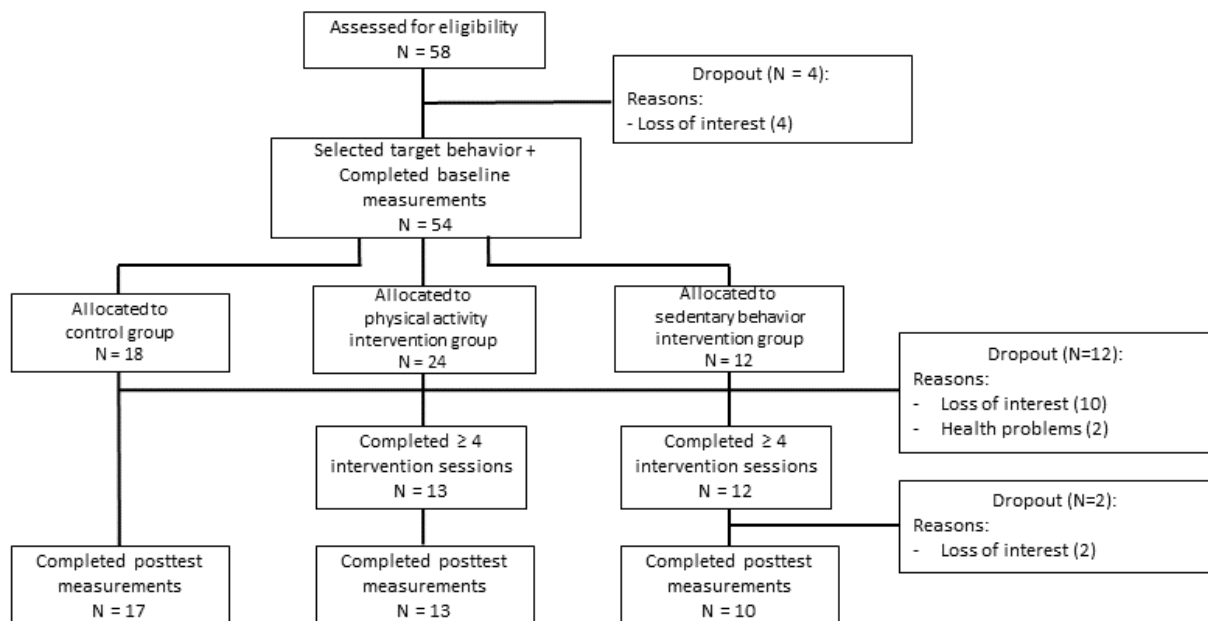 Assessed for eligibility
N = 58
Dropout (N = 4):
Reasons:
- Loss of interest (4)
Selected target behavior +
Completed baseline
measurements
N = 54
Allocated to
control group
N = 18
Allocated to
physical activity
intervention group
N = 24
Allocated to
sedentary behavior
intervention group
N = 12
Dropout (N=12):
Reasons:
- Loss of interest (10)
- Health problems (2)
Completed ≥ 4
intervention sessions
N = 13
Completed ≥ 4
intervention sessions
N = 12
Dropout (N=2):
Reasons:
- Loss of interest (2)
Completed posttest
measurements
N = 17
Completed posttest
measurements
N = 13
Completed posttest
measurements
N = 10